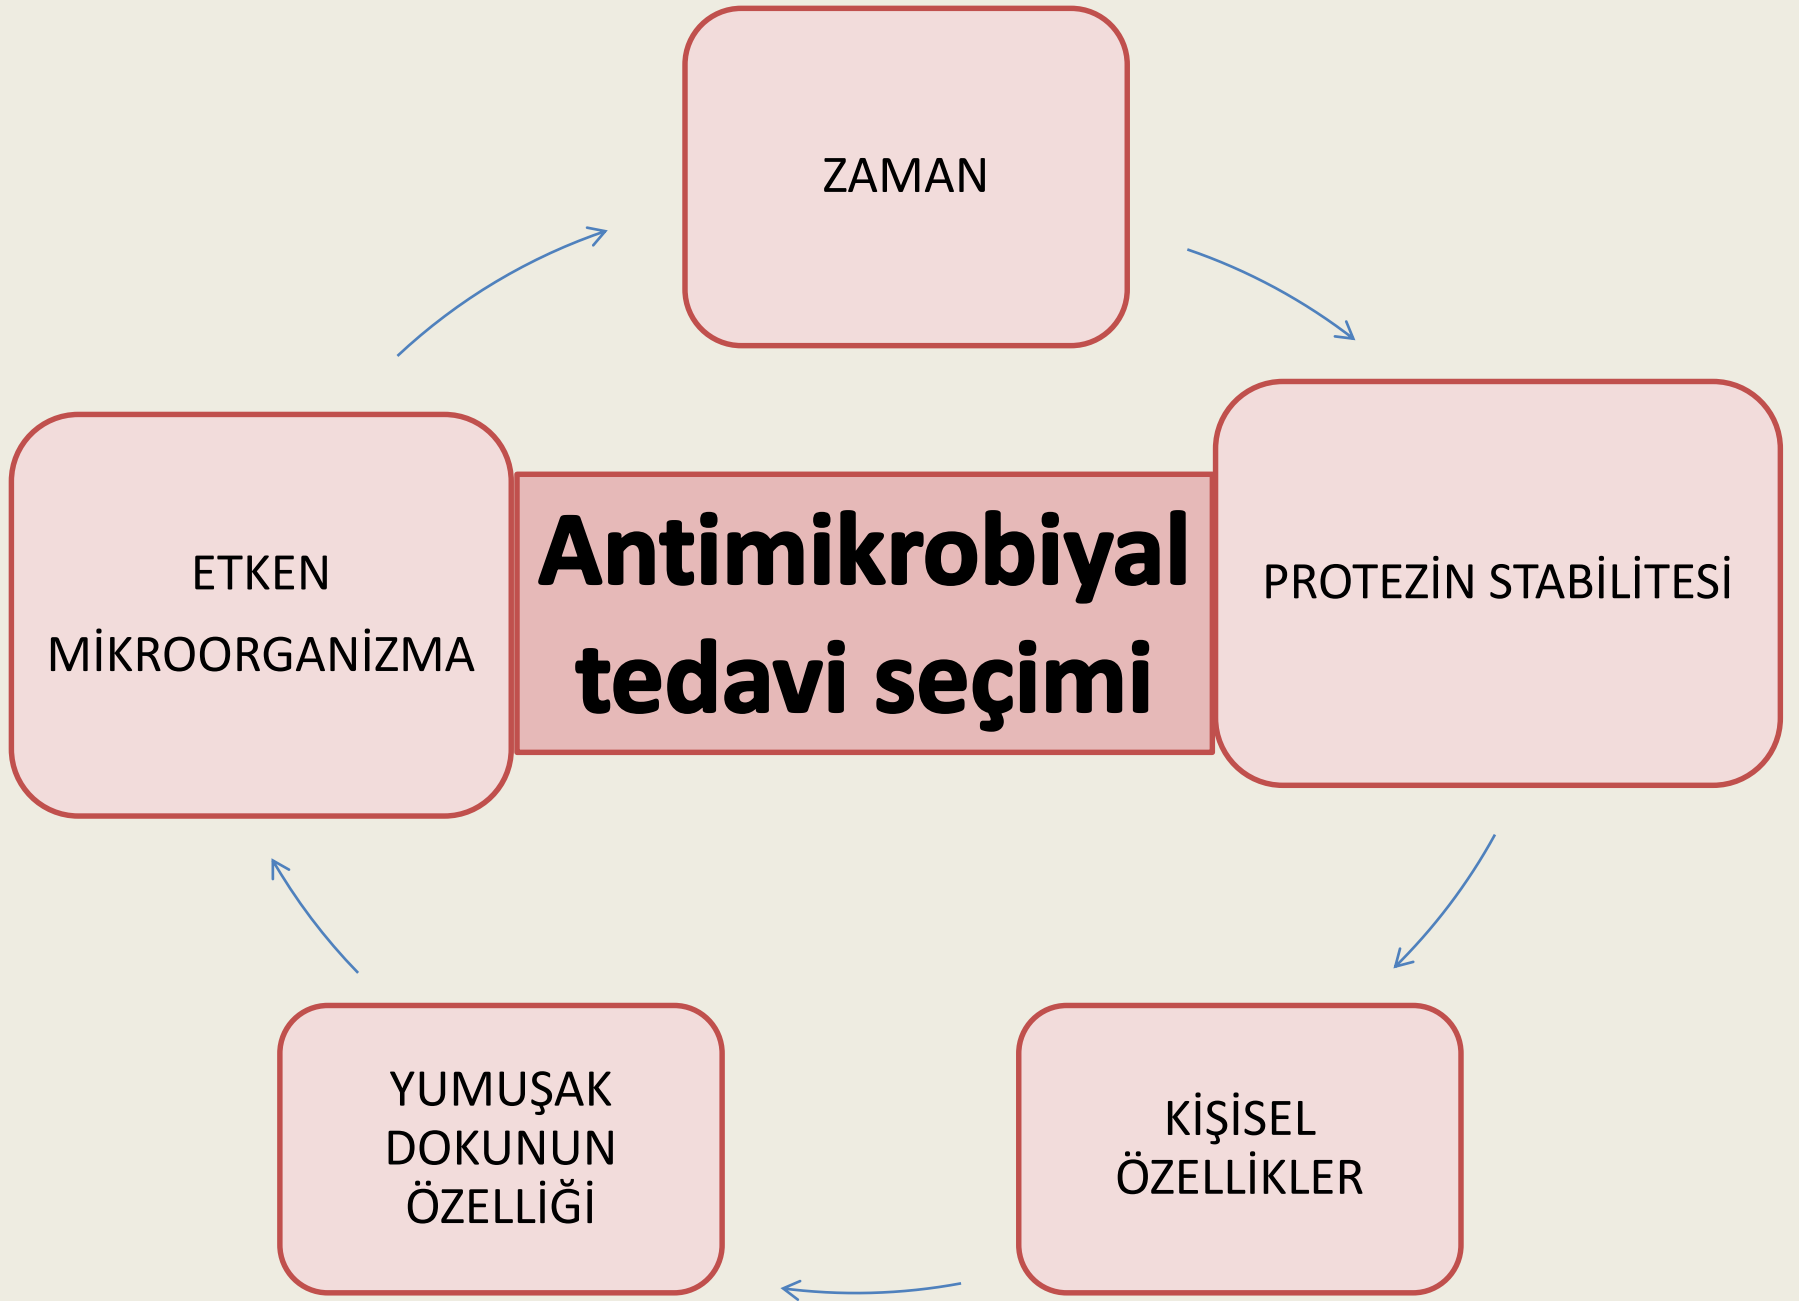 ZAMAN
ETKEN
MİKROORGANİZMA
Antimikrobiyal
tedavi seçimi
PROTEZİN STABİLİTESİ
YUMUŞAK
DOKUNUN
ÖZELLİĞİ
KİŞİSEL
ÖZELLİKLER